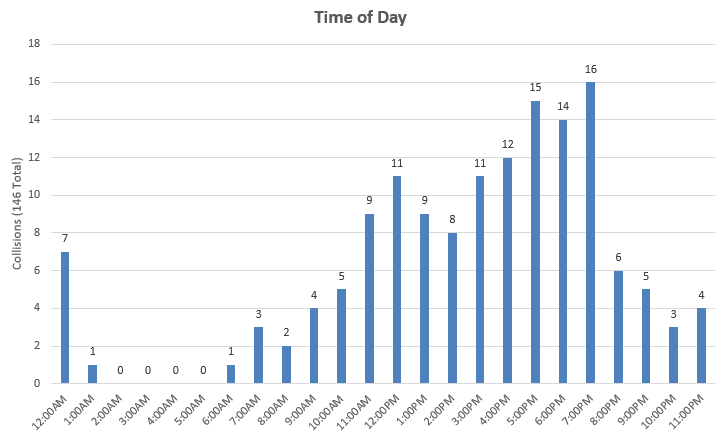 Time of Day
Collisions (146 Total)
18
16
14
12
10
8
6
4
2
0
7
1
0
0
0
0
1
3
2
4
5
9
11
9
8
11
12
15
14
16
6
5
3
4
12:00AM
1:00AM
2:00AM
3:00AM
4:00AM
5:00AM
6:00AM
7:00AM
8:00AM
9:00AM
10:00AM
11:00AM
12:00PM
1:00PM
2:00PM
3:00PM
4:00PM
5:00PM
6:00PM
7:00PM
8:00PM
9:00PM
10:00PM
11:00PM